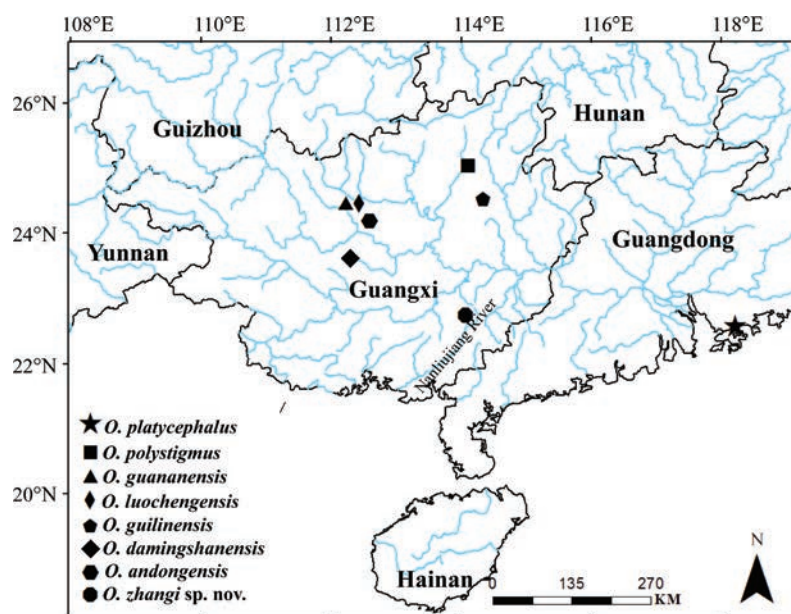 108°E 110°E 112°E 114°E 116°E 118°E
26°N
24°N
22°N
20°N
Guizhou
Hunan
Yunnan
Guangxi
Guangdong
Nanliujiang River
Hainan
O. platycephalus
O. polystigmus
O. guananensis
O. luochengensis
O. guilinensis
O. damingshanensis
O. andongensis
O. zhangi sp. nov.
N
0 135 270
KM